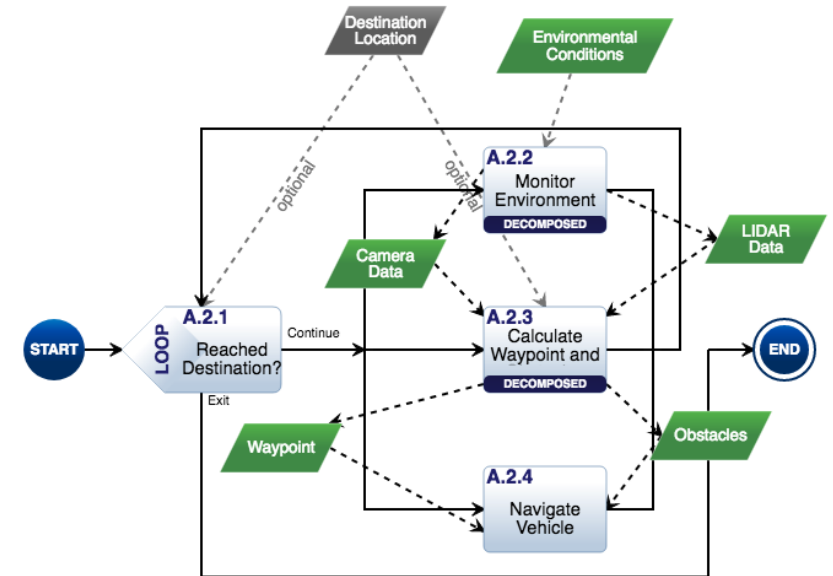 Destination
Location
Environmental
Conditions
optional
optional
A.2.2
Monitor
Environment
DECOMPOSED
Camera
Data
LIDAR
Data
START
LOOP
A.2.1
Reached
Destination?
Continue
Exit
A.2.3
Calculate
Waypoint and
DECOMPOSED
END
Waypoint
Obstacles
A.2.4
Navigate
Vehicle